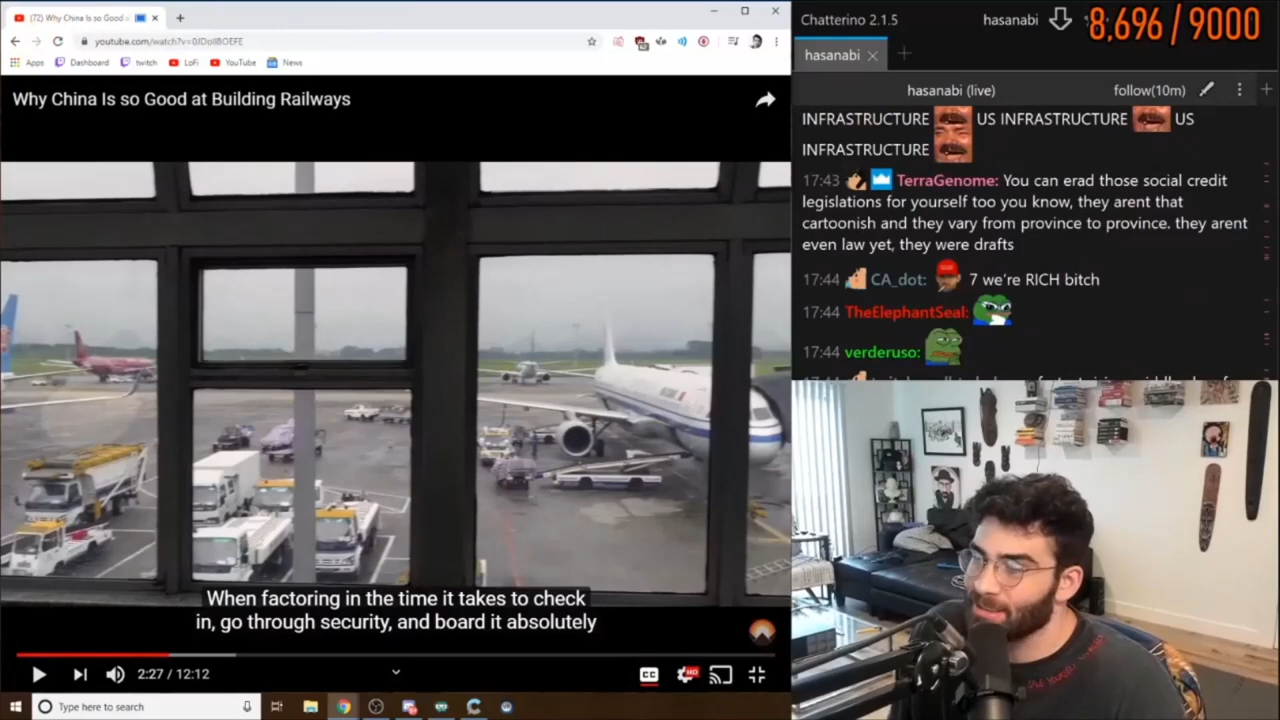 (72) Why China Is so Good a
youtube.com/watch?v=0JDoll8OEFE
Apps Dashboard twitch LoFi YouTube News
Why China Is so Good at Building Railways
When factoring in the time it takes to check
in, go through security, and board it absolutely
2:27 / 12:12
CC
HD
Type here to search
Chatterino 2.1.5
hasanabi
8,696 / 9000
hasanabi
hasanabi (live)
follow(10m)
INFRASTRUCTURE US INFRASTRUCTURE US
INFRASTRUCTURE
17:43 TerraGenome: You can erad those social credit
legislations for yourself too you know, they arent that
cartoonish and they vary from province to province. they arent
even law yet, they were drafts
17:44 CA_dot: 7 we're RICH bitch
17:44 TheElephantSeal:
17:44 verderuso: